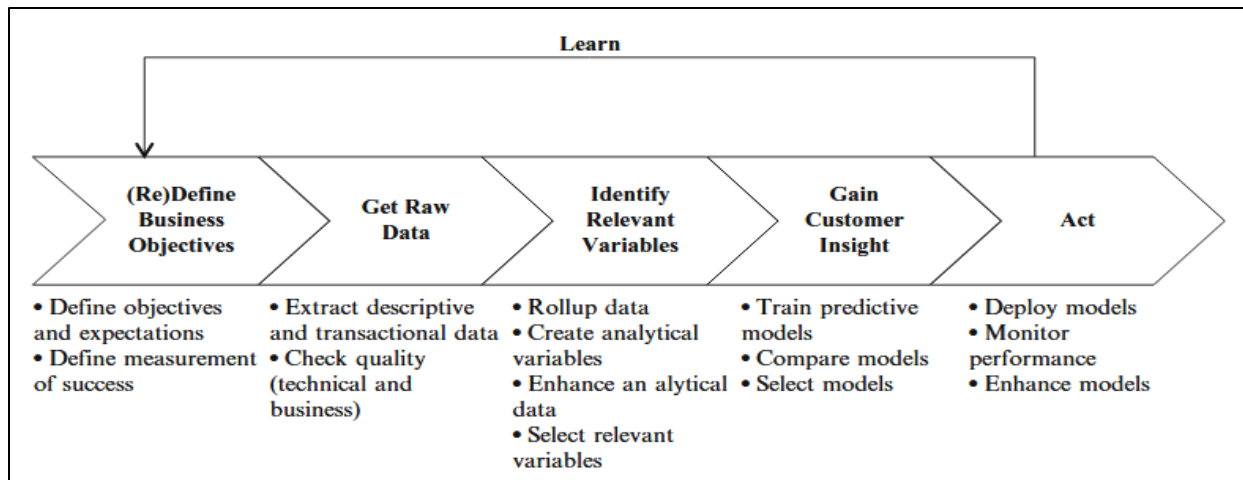 Learn
(Re)Define
Business
Objectives
Get Raw
Data
Identify
Relevant
Variables
Gain
Customer
Insight
Act
• Define objectives
and expectations
• Define measurement
of success
• Extract descriptive
and transactional data
• Check quality
(technical and
business)
• Rollup data
• Create analytical
variables
• Enhance an alytical
data
• Select relevant
variables
• Train predictive
models
• Compare models
• Select models
• Deploy models
• Monitor
performance
• Enhance models